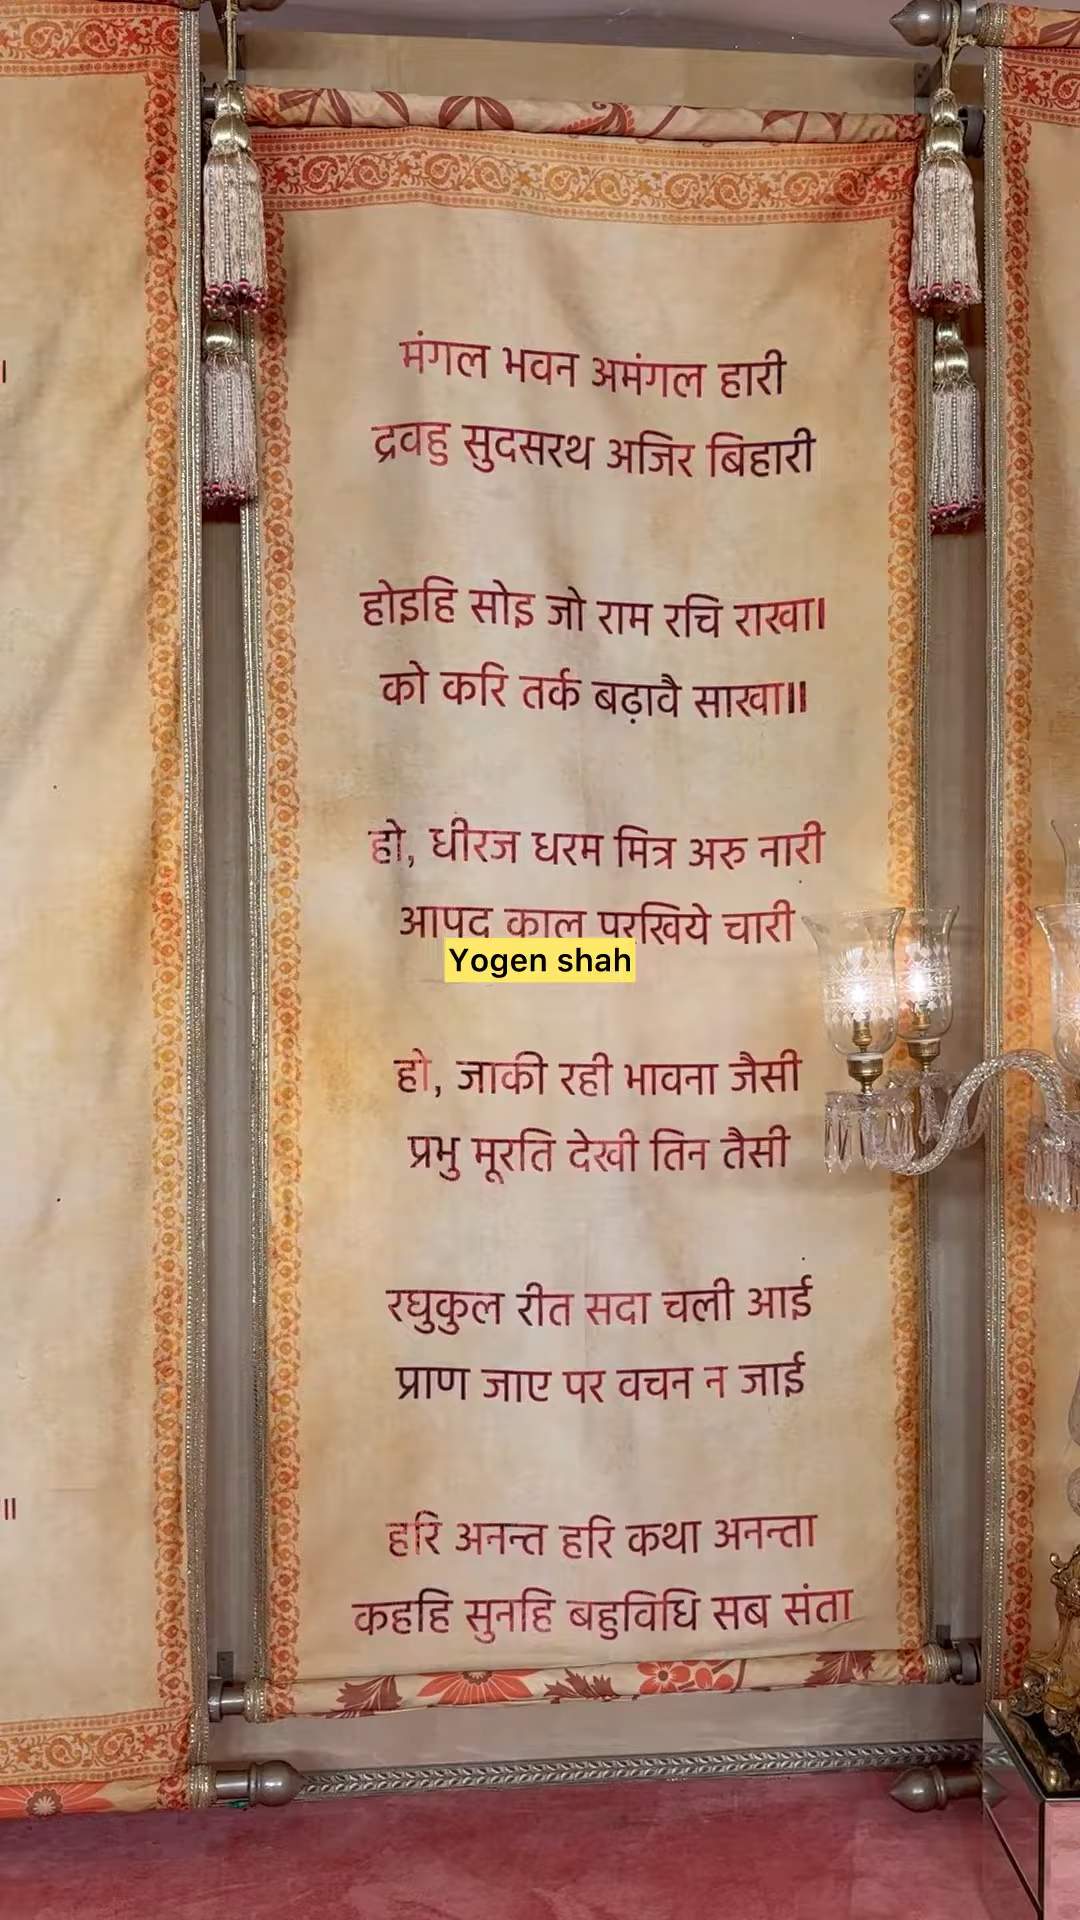 मंगल भवन अमंगल हारी
द्रवहु सुदसरथ अजिर बिहारी
होइहि सोइ जो राम रचि राखा।
को करि तर्क बढ़ावै साखा॥
हो, धीरज धरम मित्र अरु नारी
आपद काल परखिये चारी
Yogen shah
हो, जाकी रही भावना जैसी
प्रभु मूरति देखी तिन तैसी
रघुकुल रीत सदा चली आई
प्राण जाए पर वचन न जाई
हरि अनन्त हरि कथा अनन्ता
कहहि सुनहि बहुविधि सब संता